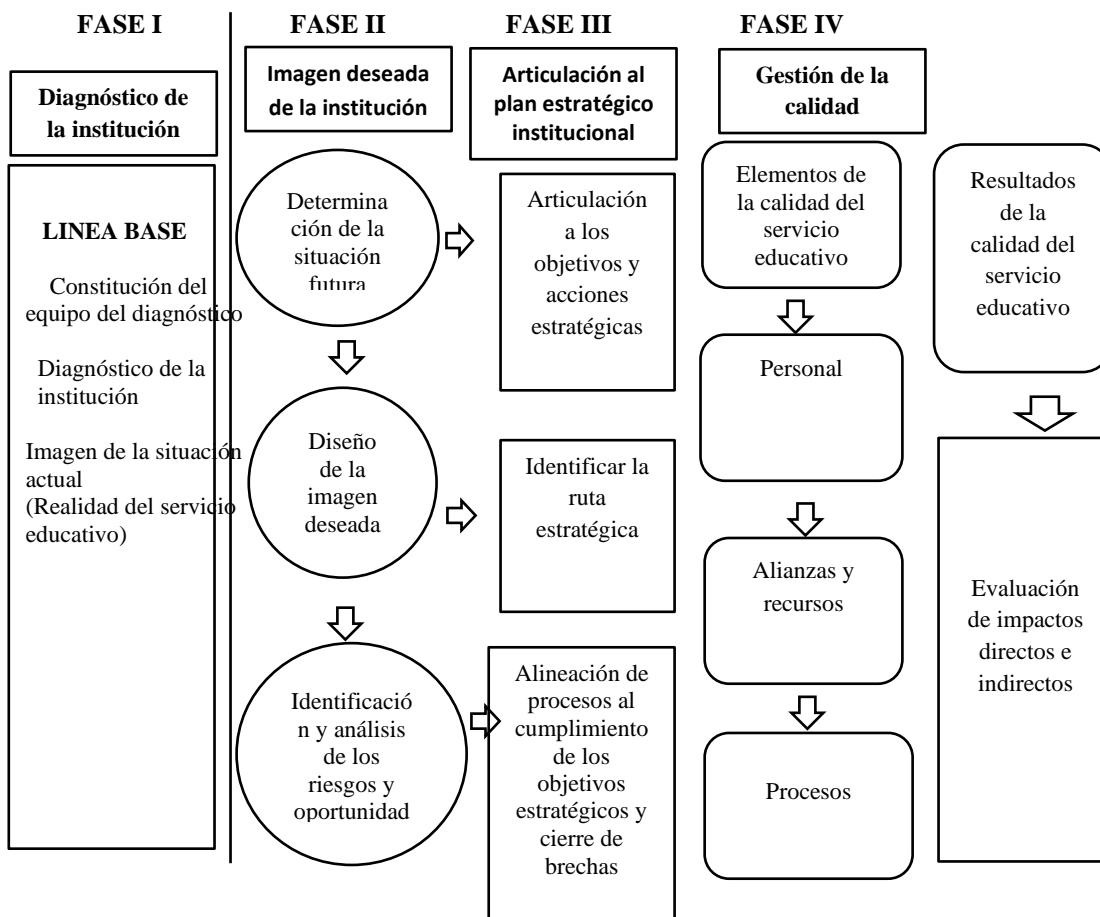 FASE I
Diagnóstico de
la institución
LINEA BASE
Constitución del
equipo del diagnóstico
Diagnóstico de la
institución
Imagen de la situación
actual
(Realidad del servicio
educativo)
FASE II
Imagen deseada
de la institución
Determina
ción de la
situación
futura
Diseño
de la
imagen
deseada
Identificació
n y análisis
de los
riesgos y
oportunidad
FASE III
Articulación al
plan estratégico
institucional
Articulación
a los
objetivos y
acciones
estratégicas
Identificar la
ruta
estratégica
Alineación de
procesos al
cumplimiento
de los
objetivos
estratégicos y
cierre de
brechas
FASE IV
Gestión de la
calidad
Elementos de
la calidad del
servicio
educativo
Personal
Alianzas y
recursos
Procesos
Resultados
de la
calidad del
servicio
educativo
Evaluación
de impactos
directos e
indirectos